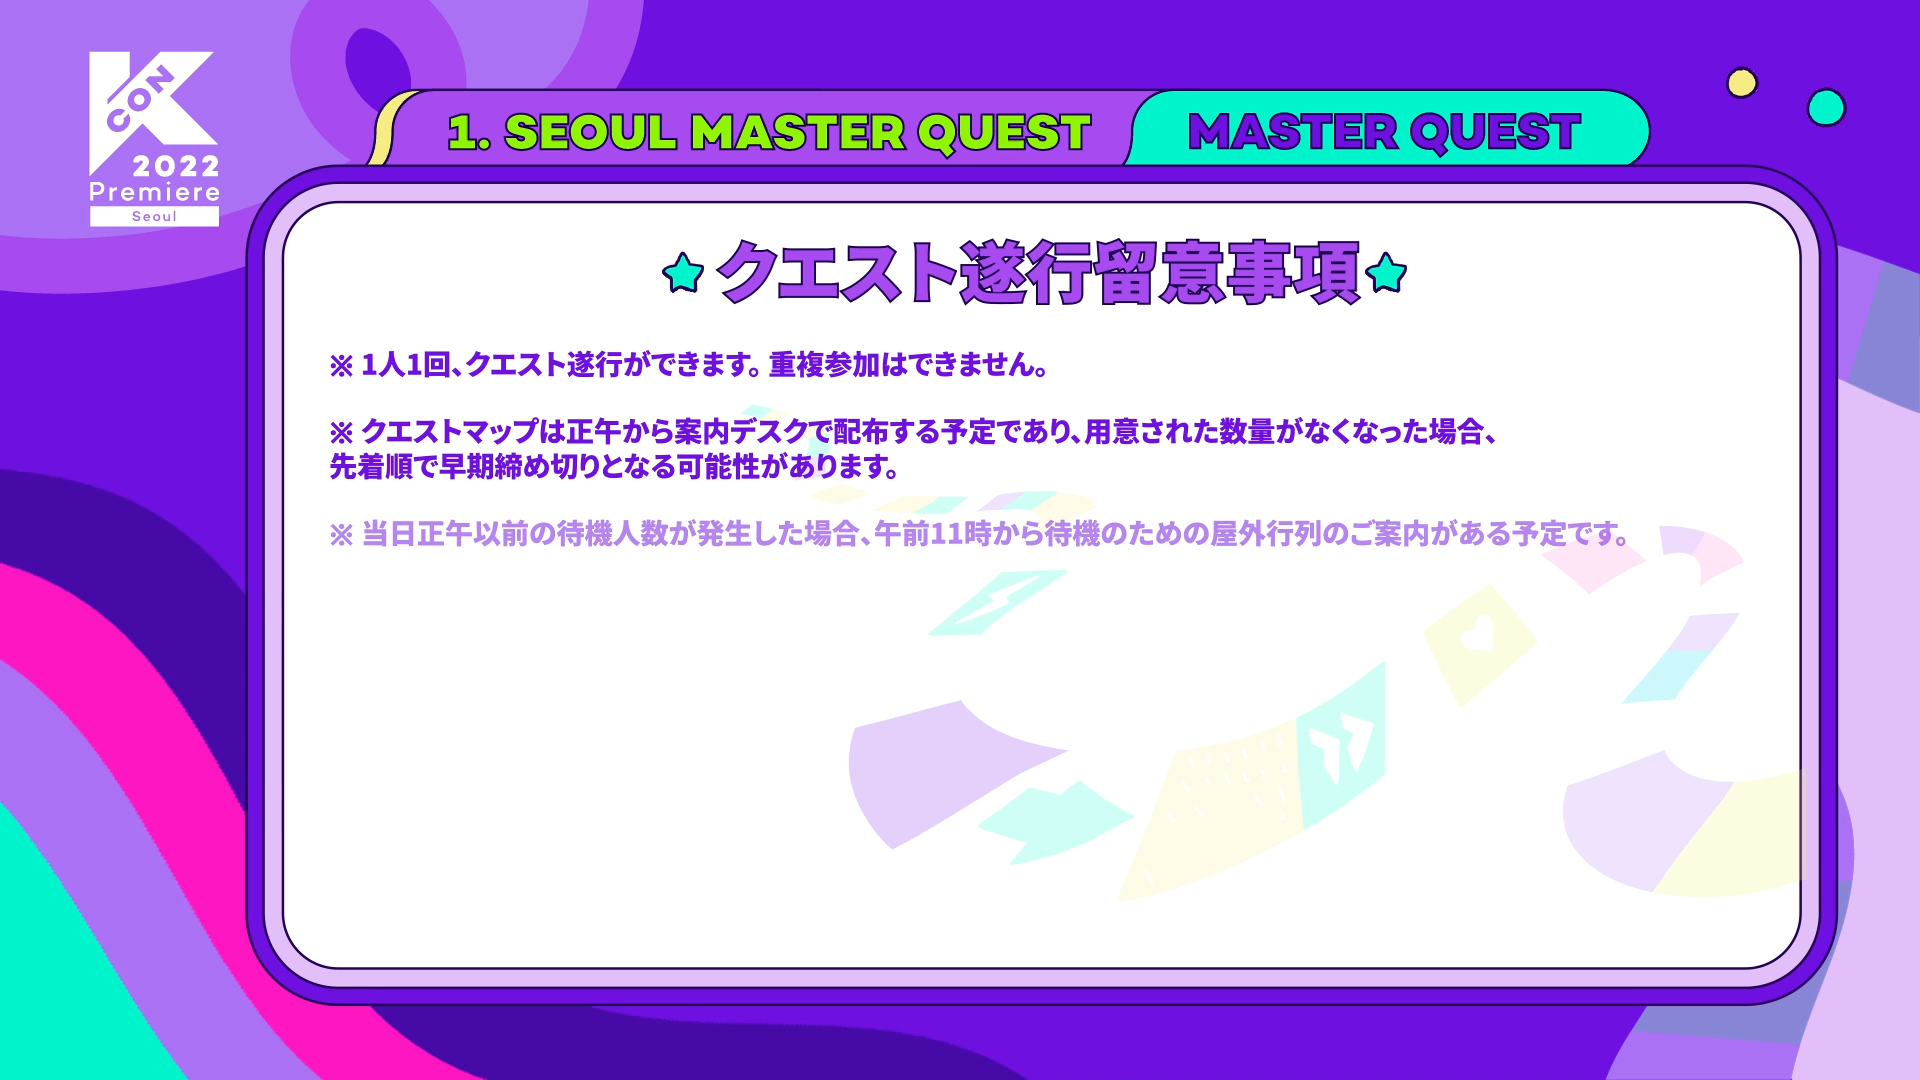 K
CON
2022
Premiere
Seoul
1. SEOUL MASTER QUEST
MASTER QUEST
クエスト遂行留意事項
※ 1人1回、クエスト遂行ができます。重複参加はできません。
※ クエストマップは正午から案内デスクで配布する予定であり、用意された数量がなくなった場合、
先着順で早期締め切りとなる可能性があります。
※ 当日正午以前の待機人数が発生した場合、午前11時から待機のための屋外行列のご案内がある予定です。